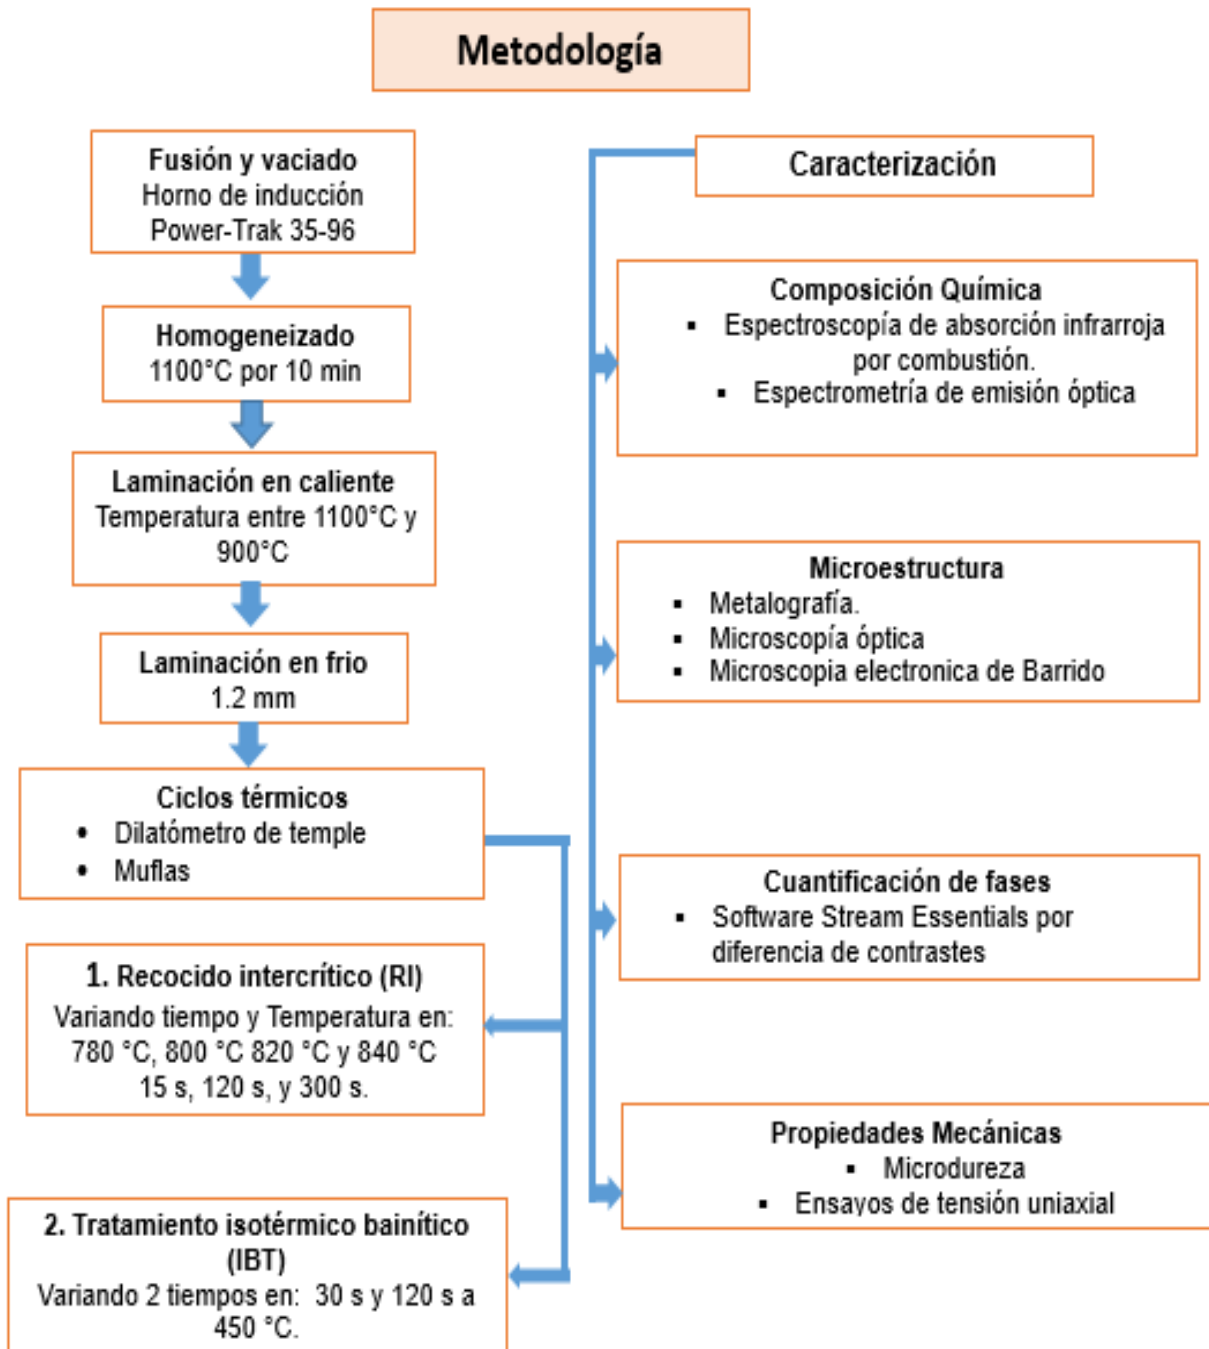 Metodología
Fusión y vaciado
Horno de inducción
Power-Trak 35-96
Homogeneizado
1100°C por 10 min
Laminación en caliente
Temperatura entre 1100°C y
900°C
Laminación en frio
1.2 mm
Ciclos térmicos
• Dilatómetro de temple
• Muflas
1. Recocido intercrítico (RI)
Variando tiempo y Temperatura en:
780 °C, 800 °C 820 °C y 840 °C
15 s, 120 s, y 300 s.
2. Tratamiento isotérmico bainítico
(IBT)
Variando 2 tiempos en: 30 s y 120 s a
450 °C.
Caracterización
Composición Química
▪ Espectroscopía de absorción infrarroja
por combustión.
▪ Espectrometría de emisión óptica
Microestructura
▪ Metalografía.
▪ Microscopía óptica
▪ Microscopia electronica de Barrido
Cuantificación de fases
▪ Software Stream Essentials por
diferencia de contrastes
Propiedades Mecánicas
▪ Microdureza
▪ Ensayos de tensión uniaxial